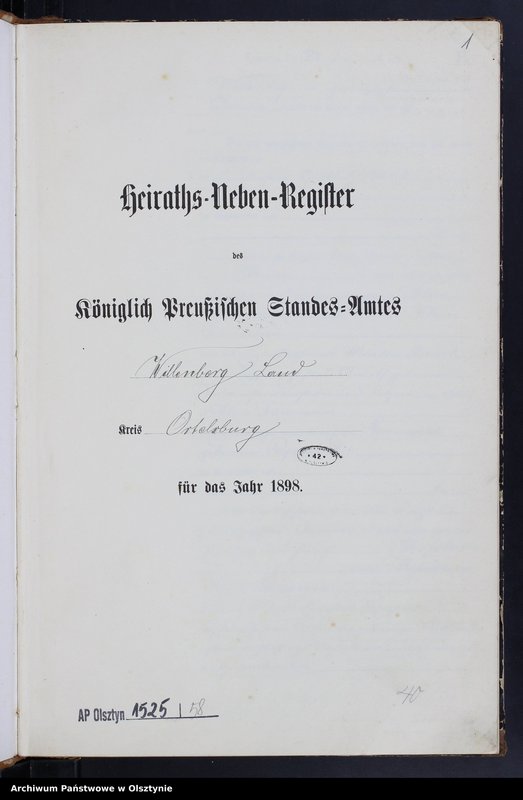 1
Heiraths-Neben-Register
des
Königlich Preußischen Standes-Amtes
Willenberg Land
Kreis Ortelsburg
• 42 •
für das Jahr 1898.
40
AP Olsztyn 1525 / 58
Archiwum Państwowe w Olsztynie